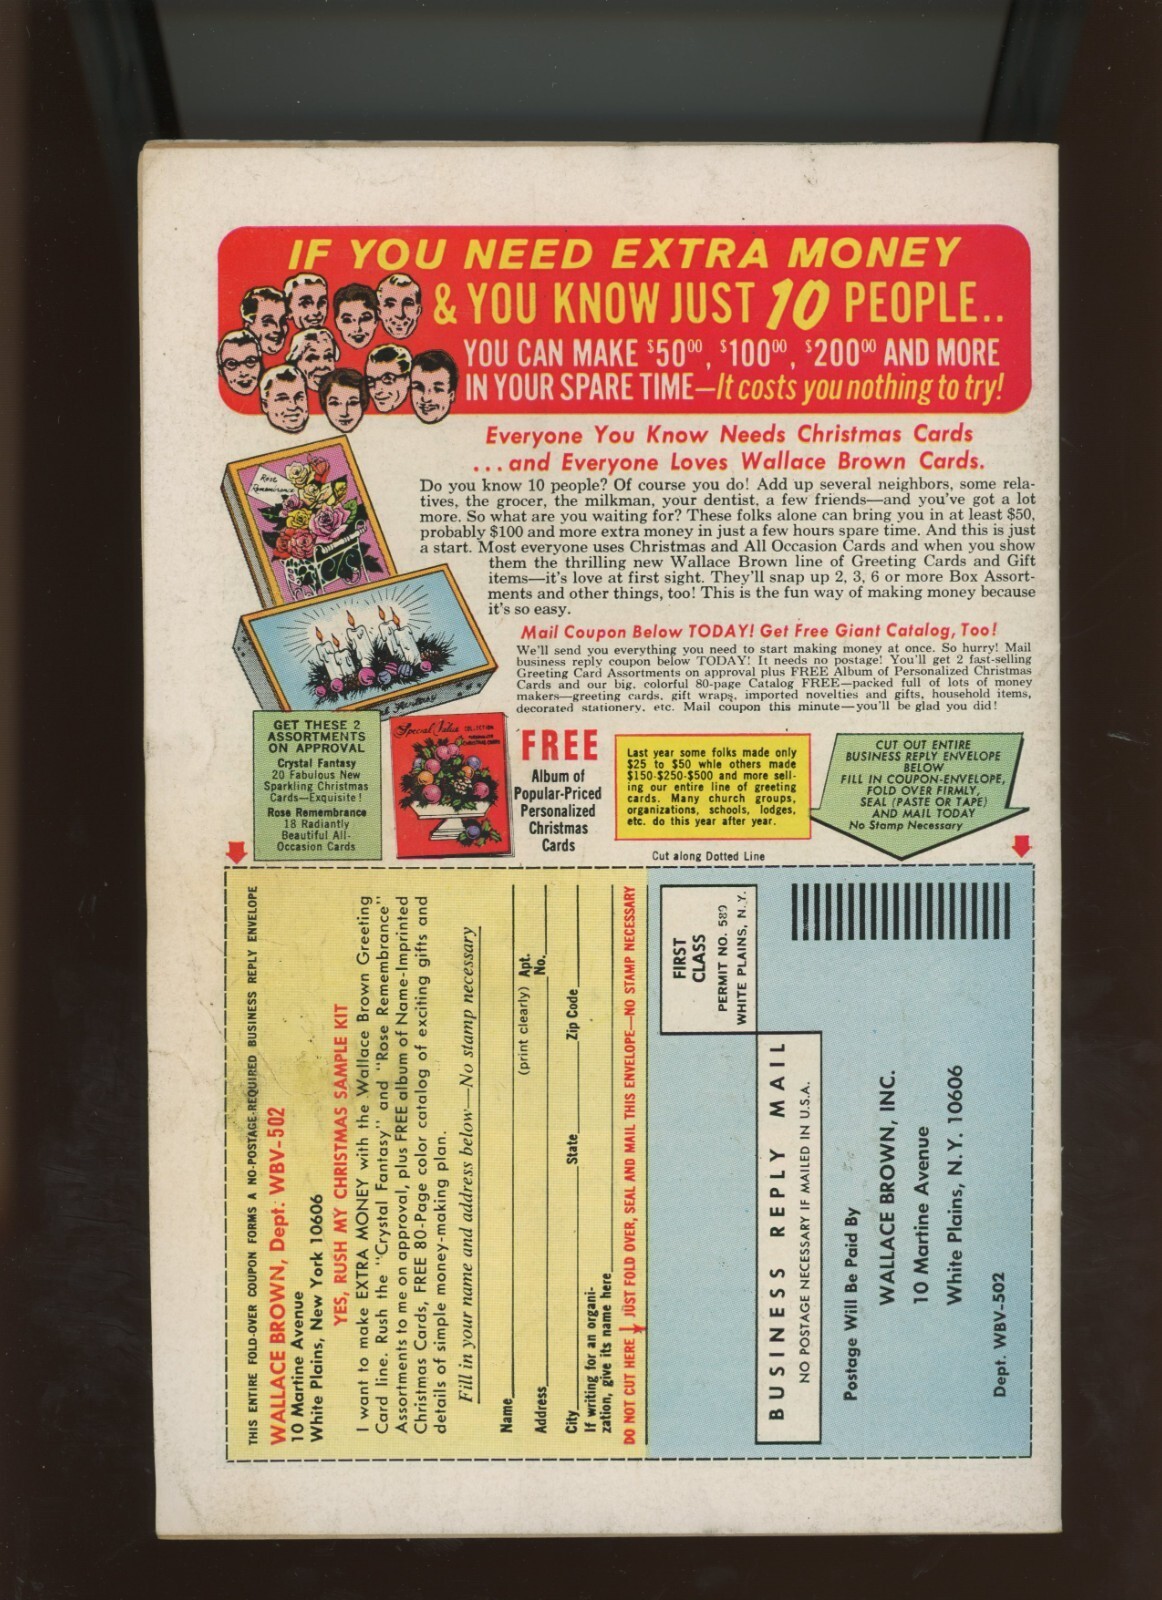 IF YOU NEED EXTRA MONEY
& YOU KNOW JUST 10 PEOPLE..
YOU CAN MAKE $50⁰⁰, $100⁰⁰, $200⁰⁰ AND MORE
IN YOUR SPARE TIME—It costs you nothing to try!
Everyone You Know Needs Christmas Cards
...and Everyone Loves Wallace Brown Cards.
Do you know 10 people? Of course you do! Add up several neighbors, some rela-
tives, the grocer, the milkman, your dentist, a few friends—and you've got a lot
more. So what are you waiting for? These folks alone can bring you in at least $50,
probably $100 and more extra money in just a few hours spare time. And this is just
a start. Most everyone uses Christmas and All Occasion Cards and when you show
them the thrilling new Wallace Brown line of Greeting Cards and Gift
items—it's love at first sight. They'll snap up 2, 3, 6 or more Box Assort-
ments and other things, too! This is the fun way of making money because
it's so easy.
Rose
Remembrance
Mail Coupon Below TODAY! Get Free Giant Catalog, Too!
We'll send you everything you need to start making money at once. So hurry! Mail
business reply coupon below TODAY! It needs no postage! You'll get 2 fast-selling
Greeting Card Assortments on approval plus FREE Album of Personalized Christmas
Cards and our big, colorful 80-page Catalog FREE—packed full of lots of money
makers—greeting cards, gift wraps, imported novelties and gifts, household items,
decorated stationery, etc. Mail coupon this minute—you'll be glad you did!
Fantasy
GET THESE 2
ASSORTMENTS
ON APPROVAL
Crystal Fantasy
20 Fabulous New
Sparkling Christmas
Cards—Exquisite!
Rose Remembrance
18 Radiantly
Beautiful All-
Occasion Cards
Special Value
FREE
Album of
Popular-Priced
Personalized
Christmas
Cards
Last year some folks made only
$25 to $50 whle others made
$150-$250-$500 and more sell-
ing our entire line of greeting
cards. Many church groups,
organizations, schools, lodges,
etc. do this year after year.
CUT OUT ENTIRE
BUSINESS REPLY ENVELOPE
BELOW
FILL IN COUPON-ENVELOPE,
FOLD OVER FIRMLY,
SEAL (PASTE OR TAPE)
AND MAIL TODAY
No Stamp Necessary
Cut along Dotted Line
THIS ENTIRE FOLD-OVER COUPON FORMS A NO-POSTAGE-REQUIRED BUSINESS REPLY ENVELOPE
WALLACE BROWN, Dept. WBV-502
10 Martine Avenue
White Plains, New York 10606
YES, RUSH MY CHRISTMAS SAMPLE KIT
I want to make EXTRA MONEY with the Wallace Brown Greeting
Card line. Rush the "Crystal Fantasy" and "Rose Remembrance"
Assortments to me on approval, plus FREE album of Name-Imprinted
Christmas Cards, FREE 80-Page color catalog of exciting gifts and
details of simple money-making plan.
Fill in your name and address below—No stamp necessary
Name
(print clearly)
Address Apt. No.
City State Zip Code
If writing for an organi-
zation, give its name here
DO NOT CUT HERE JUST FOLD OVER, SEAL AND MAIL THIS ENVELOPE—NO STAMP NECESSARY
FIRST
CLASS
PERMIT NO. 589
WHITE PLAINS, N.Y.
BUSINESS REPLY MAIL
NO POSTAGE NECESSARY IF MAILED IN U.S.A.
Postage Will Be Paid By
WALLACE BROWN, INC.
10 Martine Avenue
White Plains, N.Y. 10606
Dept. WBV-502